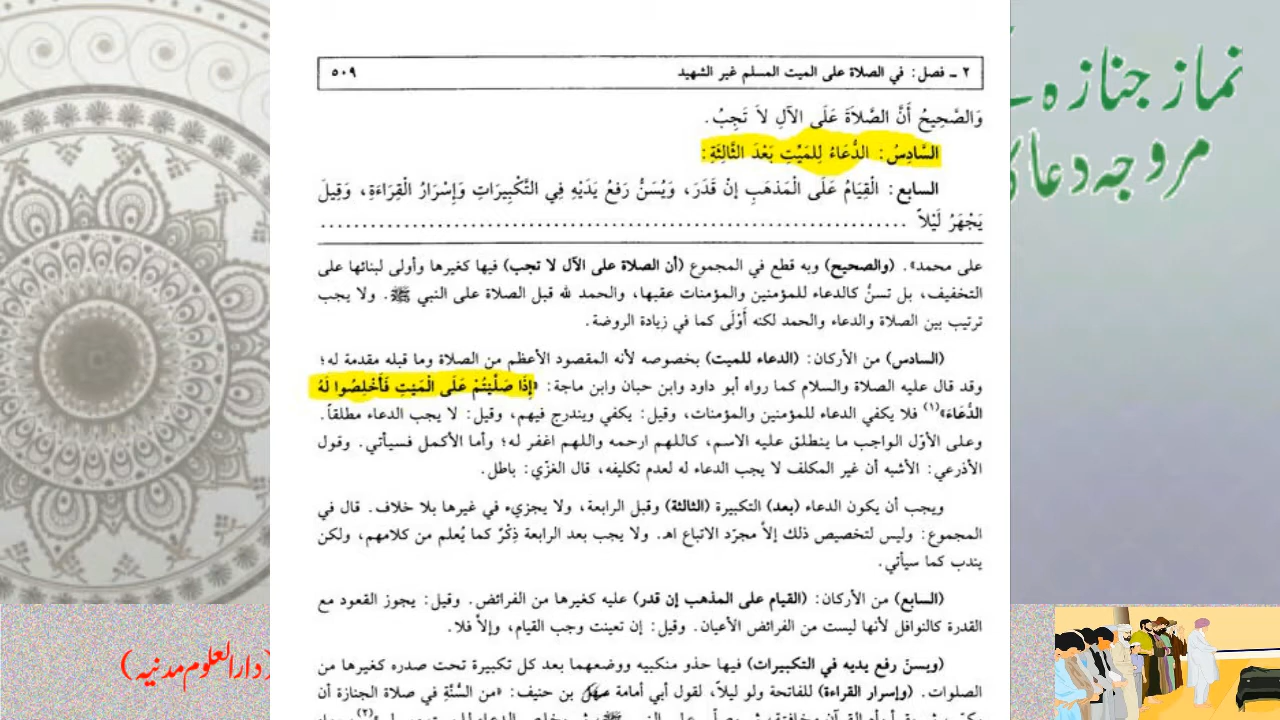 ٢ ـ فصل: في الصلاة على الميت المسلم غير الشهيد ٥٠٩
وَالصَّحِيحُ أَنَّ الصَّلاَةَ عَلَى الآلِ لاَ تَجِبُ.
السَّادِسُ: الدُّعَاءُ لِلمَيِّتِ بَعْدَ الثَّالِثَةِ:
السابع: الْقِيَامُ عَلَى الْمَذهَبِ إنْ قَدَرَ، وَيُسَنُّ رَفعُ يَدَيْهِ فِي التَّكْبِيرَاتِ وَإِسْرَارُ الْقِرَاءَةِ، وَقِيلَ
يَجْهَرُ لَيْلاً ..........................................................................
على محمد». (والصحيح) وبه قطع في المجموع (أن الصلاة على الآل لا تجب) فيها كغيرها وأولى لبنائها على
التخفيف، بل تسنُّ كالدعاء للمؤمنين والمؤمنات عقبها، والحمد لله قبل الصلاة على النبي ﷺ. ولا يجب
ترتيب بين الصلاة والدعاء والحمد لكنه أَوْلَى كما في زيادة الروضة.
(السادس) من الأركان: (الدعاء للميت) بخصوصه لأنه المقصود الأعظم من الصلاة وما قبله مقدمة له؛
وقد قال عليه الصلاة والسلام كما رواه أبو داود وابن حبان وابن ماجة: «إِذَا صَلَّيْتُمْ عَلَى الْمَيِّتِ فَأَخْلِصُوا لَهُ
الدُّعَاءَ»(١) فلا يكفي الدعاء للمؤمنين والمؤمنات، وقيل: يكفي ويندرج فيهم، وقيل: لا يجب الدعاء مطلقاً.
وعلى الأوّل الواجب ما ينطلق عليه الاسم، كاللهم ارحمه واللهم اغفر له؛ وأما الأكمل فسيأتي. وقول
الأذرعي: الأشبه أن غير المكلف لا يجب الدعاء له لعدم تكليفه، قال الغزّي: باطل.
ويجب أن يكون الدعاء (بعد) التكبيرة (الثالثة) وقبل الرابعة، ولا يجزيء في غيرها بلا خلاف. قال في
المجموع: وليس لتخصيص ذلك إلاَّ مجرّد الاتباع اهـ. ولا يجب بعد الرابعة ذِكْرٌ كما يُعلم من كلامهم، ولكن
يندب كما سيأتي.
(السابع) من الأركان: (القيام على المذهب إن قدر) عليه كغيرها من الفرائض. وقيل: يجوز القعود مع
القدرة كالنوافل لأنها ليست من الفرائض الأعيان. وقيل: إن تعينت وجب القيام، وإلاَّ فلا.
(ويسنّ رفع يديه في التكبيرات) فيها حذو منكبيه ووضعهما بعد كل تكبيرة تحت صدره كغيرها من
الصلوات. (وإسرار القراءة) للفاتحة ولو ليلاً، لقول أبي أمامة سهل بن حنيف: «من السُّنَّةِ في صلاة الجنازة أن
نماز جنازہ
مروجہ دعا
(دارالعلوم مدنیہ)